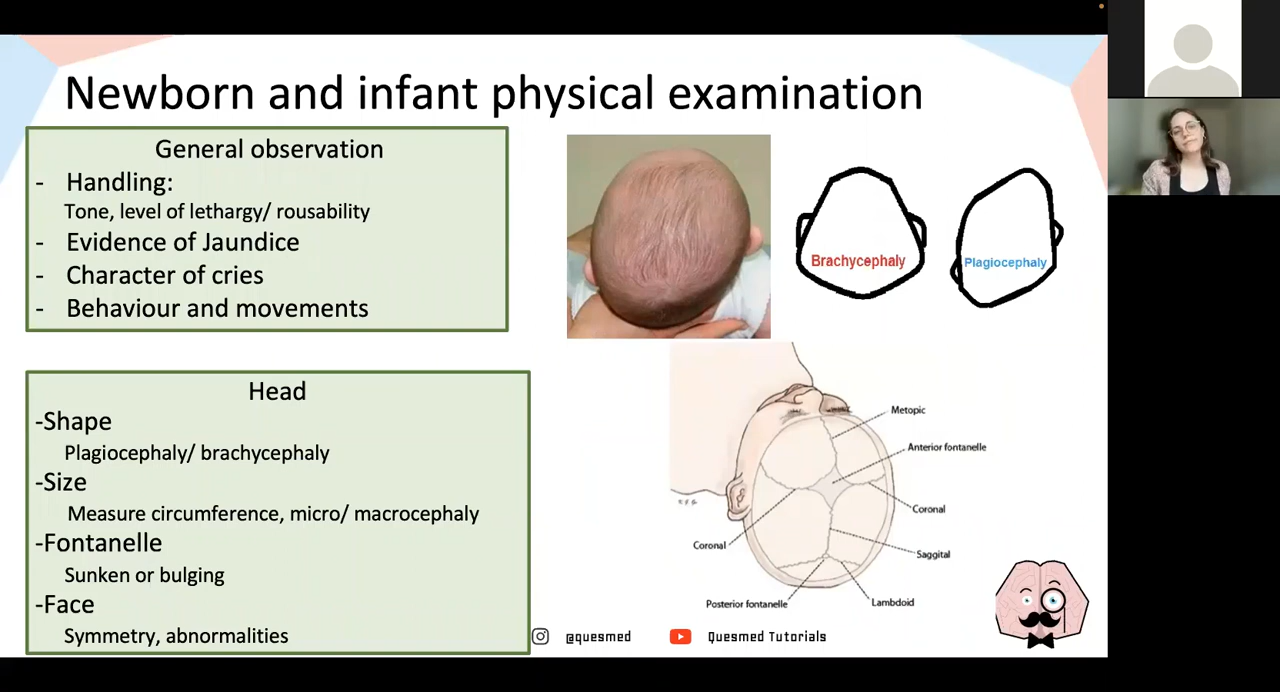 Newborn and infant physical examination
General observation
- Handling:
Tone, level of lethargy/ rousability
- Evidence of Jaundice
- Character of cries
- Behaviour and movements
Head
-Shape
Plagiocephaly/ brachycephaly
-Size
Measure circumference, micro/ macrocephaly
-Fontanelle
Sunken or bulging
-Face
Symmetry, abnormalities
Brachycephaly
Plagiocephaly
Metopic
Anterior fontanelle
Coronal
Saggital
Lambdoid
Posterior fontanelle
Coronal
@quesmed
Quesmed Tutorials